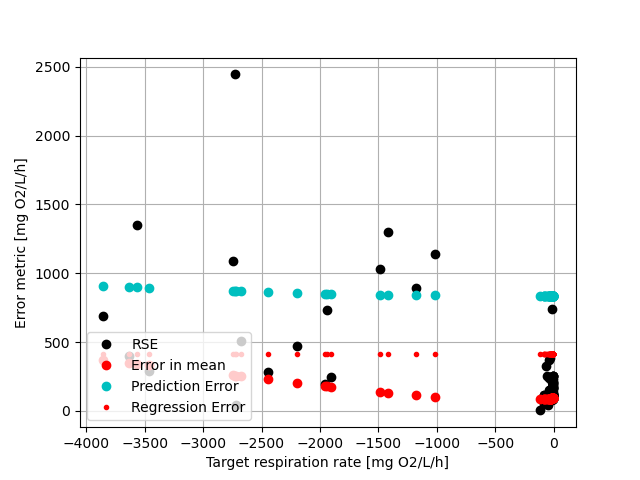 2500
2000
1500
1000
500
0
Error metric [mg O2/L/h]
RSE
Error in mean
Prediction Error
Regression Error
−4000 −3500 −3000 −2500 −2000 −1500 −1000 −500 0
Target respiration rate [mg O2/L/h]